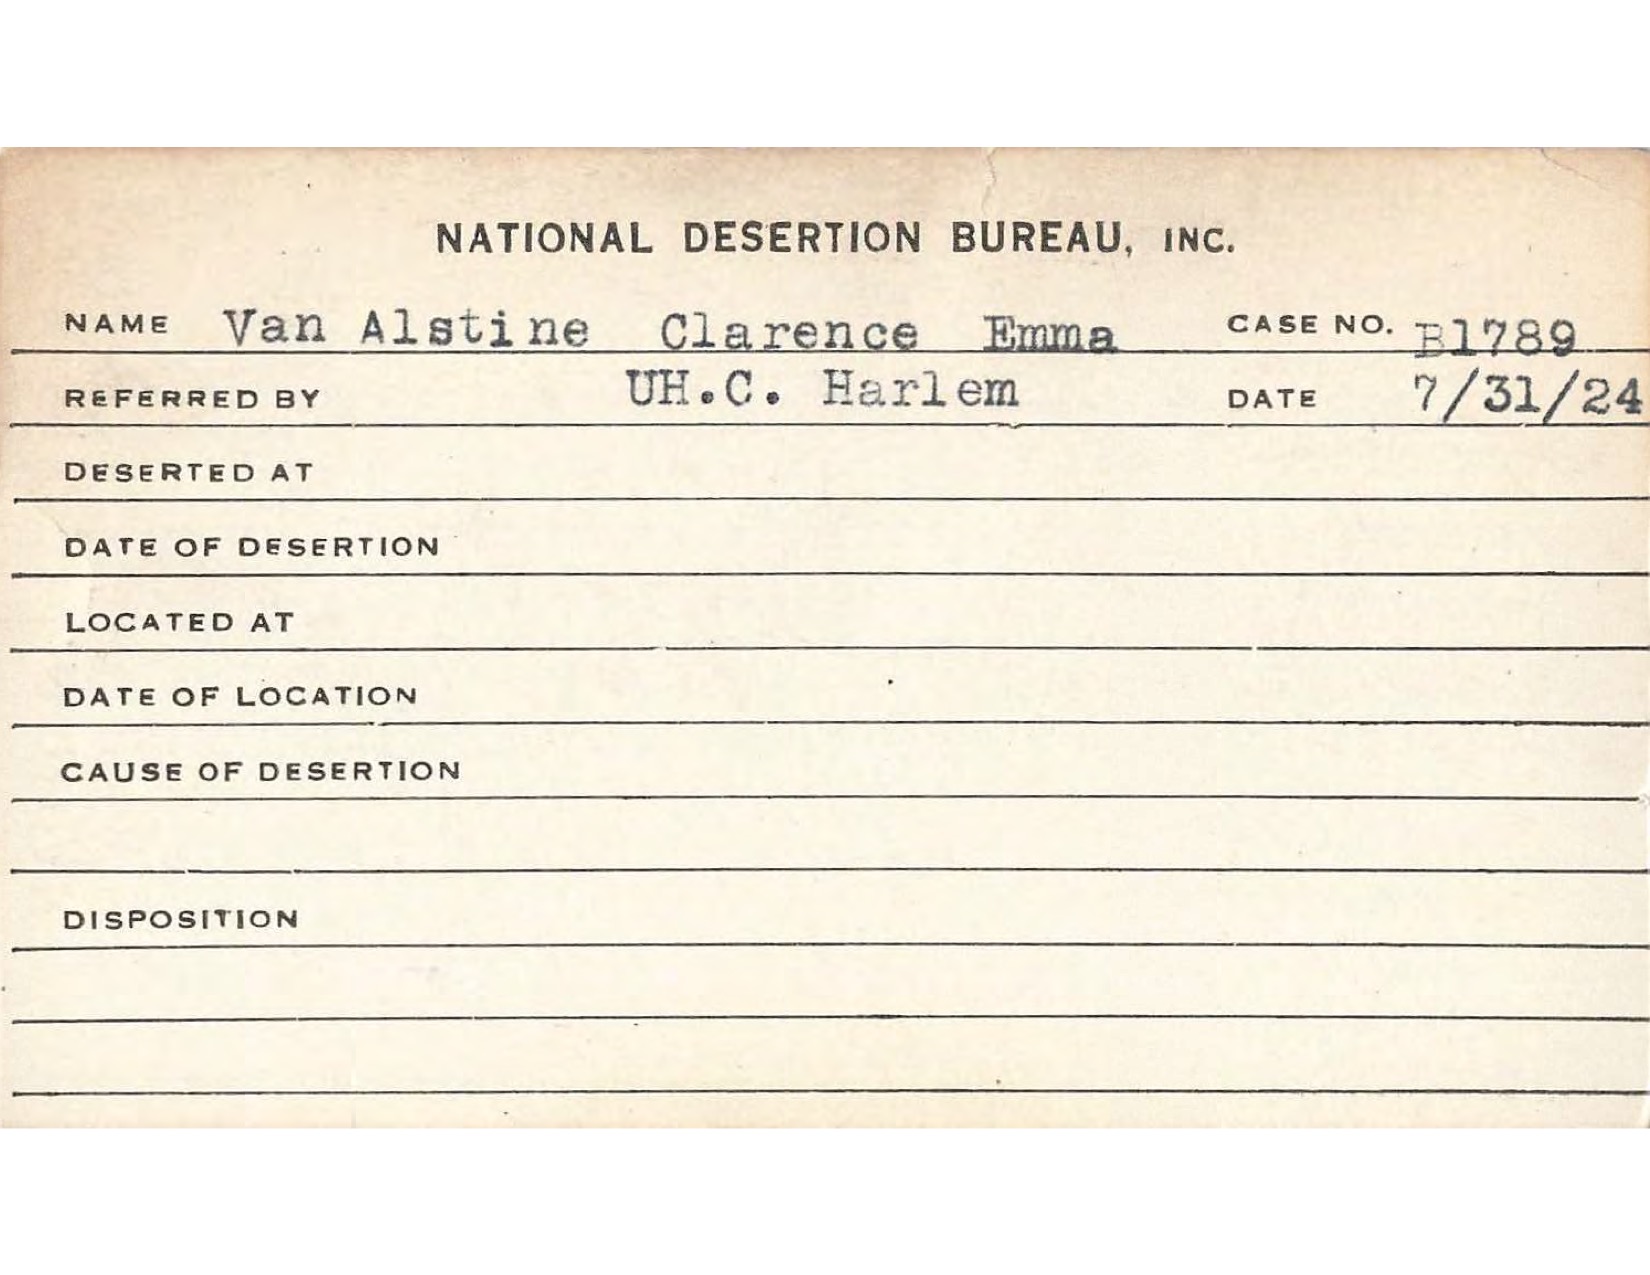 NATIONAL DESERTION BUREAU, INC.
NAME Van Alstine Clarence Emma CASE NO. B1789
REFERRED BY UH.C. Harlem DATE 7/31/24
DESERTED AT
DATE OF DESERTION
LOCATED AT
DATE OF LOCATION
CAUSE OF DESERTION
DISPOSITION